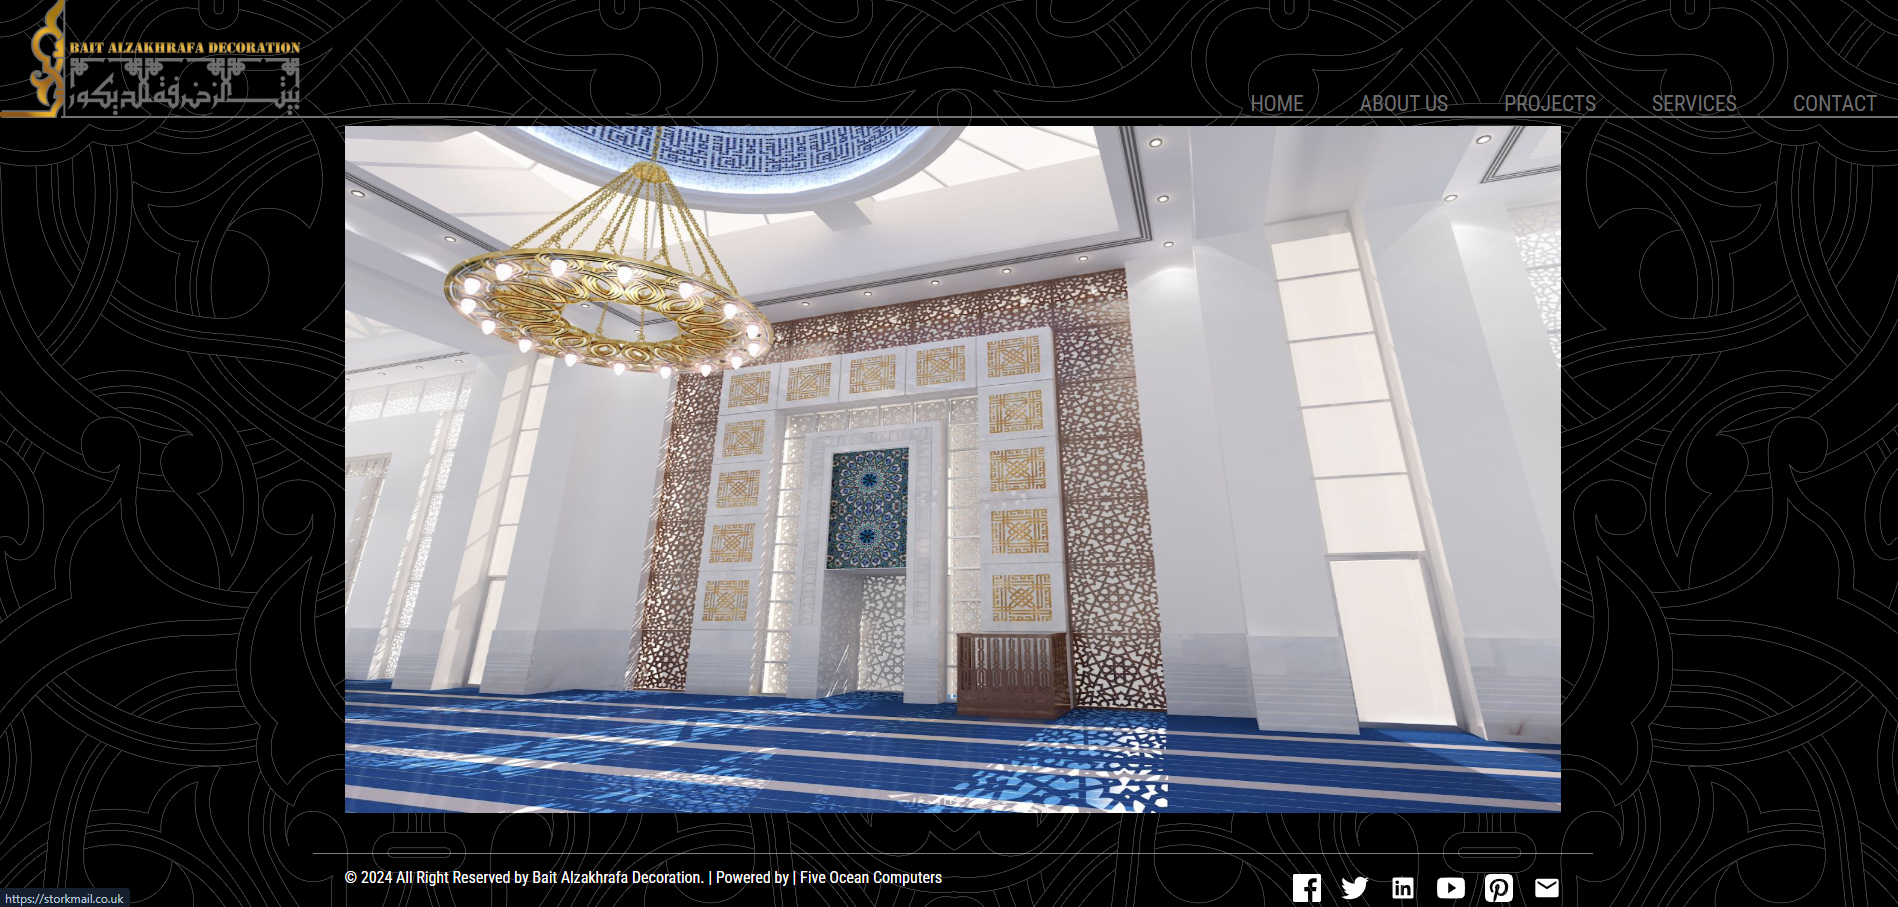 BAIT ALZAKHRAFA DECORATION
بيت الزخرفة للديكور
HOME ABOUT US PROJECTS SERVICES CONTACT
© 2024 All Right Reserved by Bait Alzakhrafa Decoration. | Powered by | Five Ocean Computers
https://storkmail.co.uk